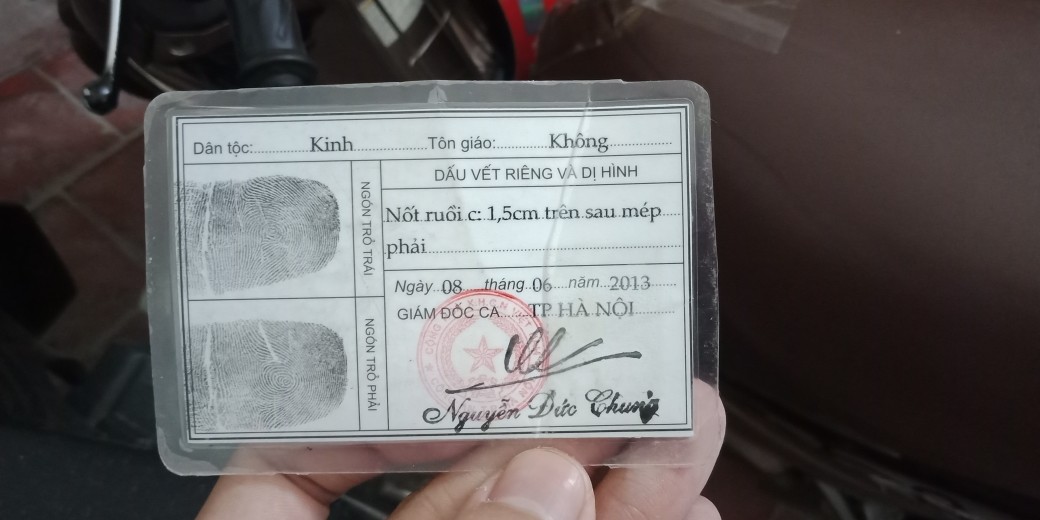 Dân tộc: Kinh Tôn giáo: Không
DẤU VẾT RIÊNG VÀ DỊ HÌNH
NGÓN TRỎ TRÁI
Nốt ruồi c: 1,5cm trên sau mép
phải
Ngày 08 tháng 06 năm 2013
GIÁM ĐỐC CA TP HÀ NỘI
NGÓN TRỎ PHẢI
Nguyễn Đức Chung